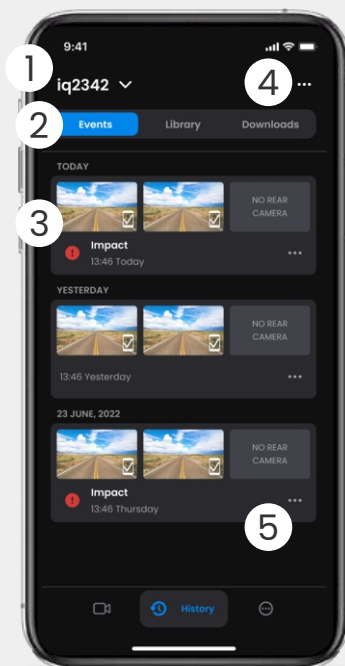 1
9:41
iq2342
4
2
Events Library Downloads
TODAY
NO REAR
CAMERA
3
Impact
13:46 Today
YESTERDAY
NO REAR
CAMERA
13:46 Yesterday
23 JUNE, 2022
NO REAR
CAMERA
Impact
13:46 Thursday
5
History